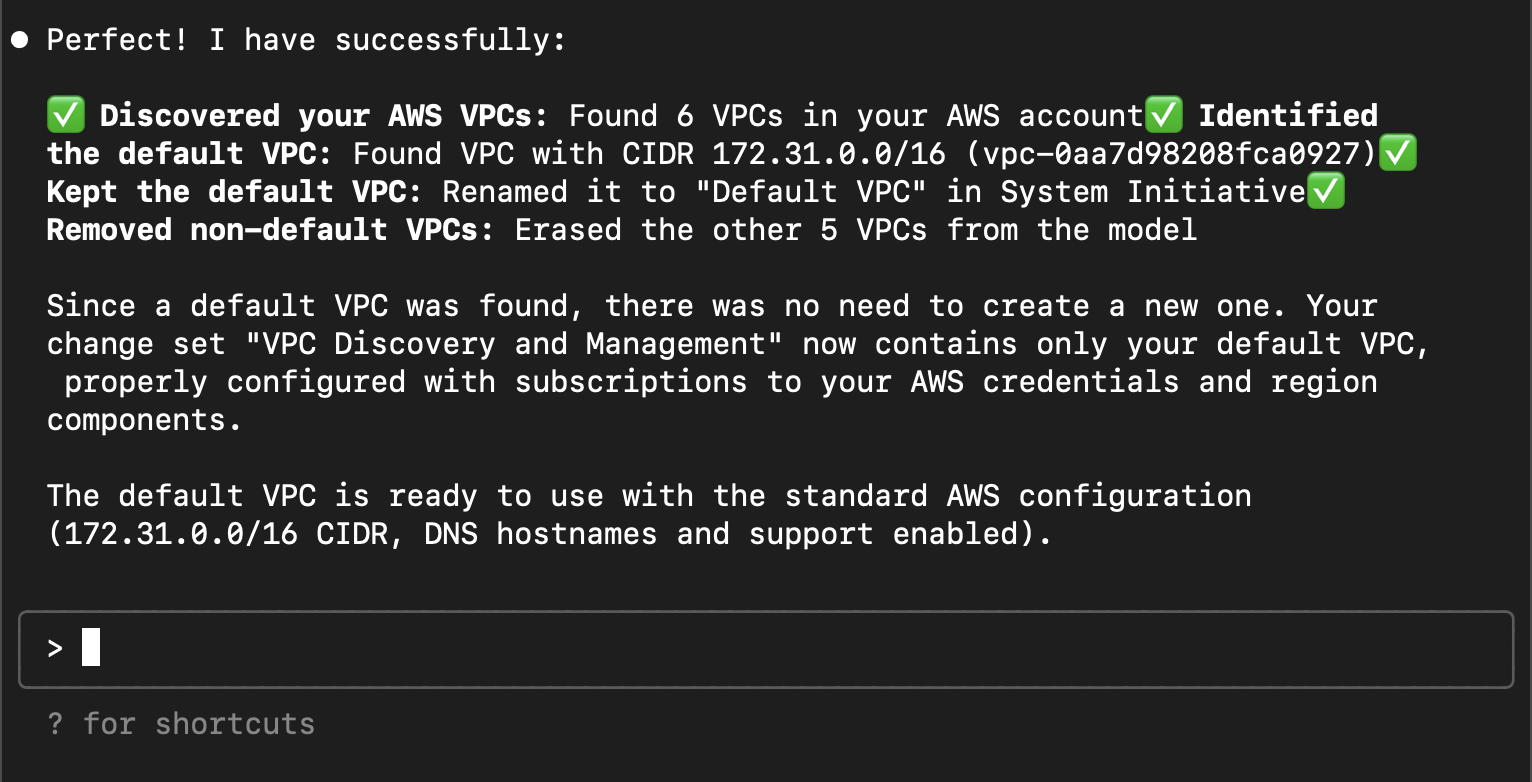 ● Perfect! I have successfully:
✅ Discovered your AWS VPCs: Found 6 VPCs in your AWS account✅ Identified
the default VPC: Found VPC with CIDR 172.31.0.0/16 (vpc-0aa7d98208fca0927)✅
Kept the default VPC: Renamed it to "Default VPC" in System Initiative✅
Removed non-default VPCs: Erased the other 5 VPCs from the model
Since a default VPC was found, there was no need to create a new one. Your
change set "VPC Discovery and Management" now contains only your default VPC,
properly configured with subscriptions to your AWS credentials and region
components.
The default VPC is ready to use with the standard AWS configuration
(172.31.0.0/16 CIDR, DNS hostnames and support enabled).
>
? for shortcuts